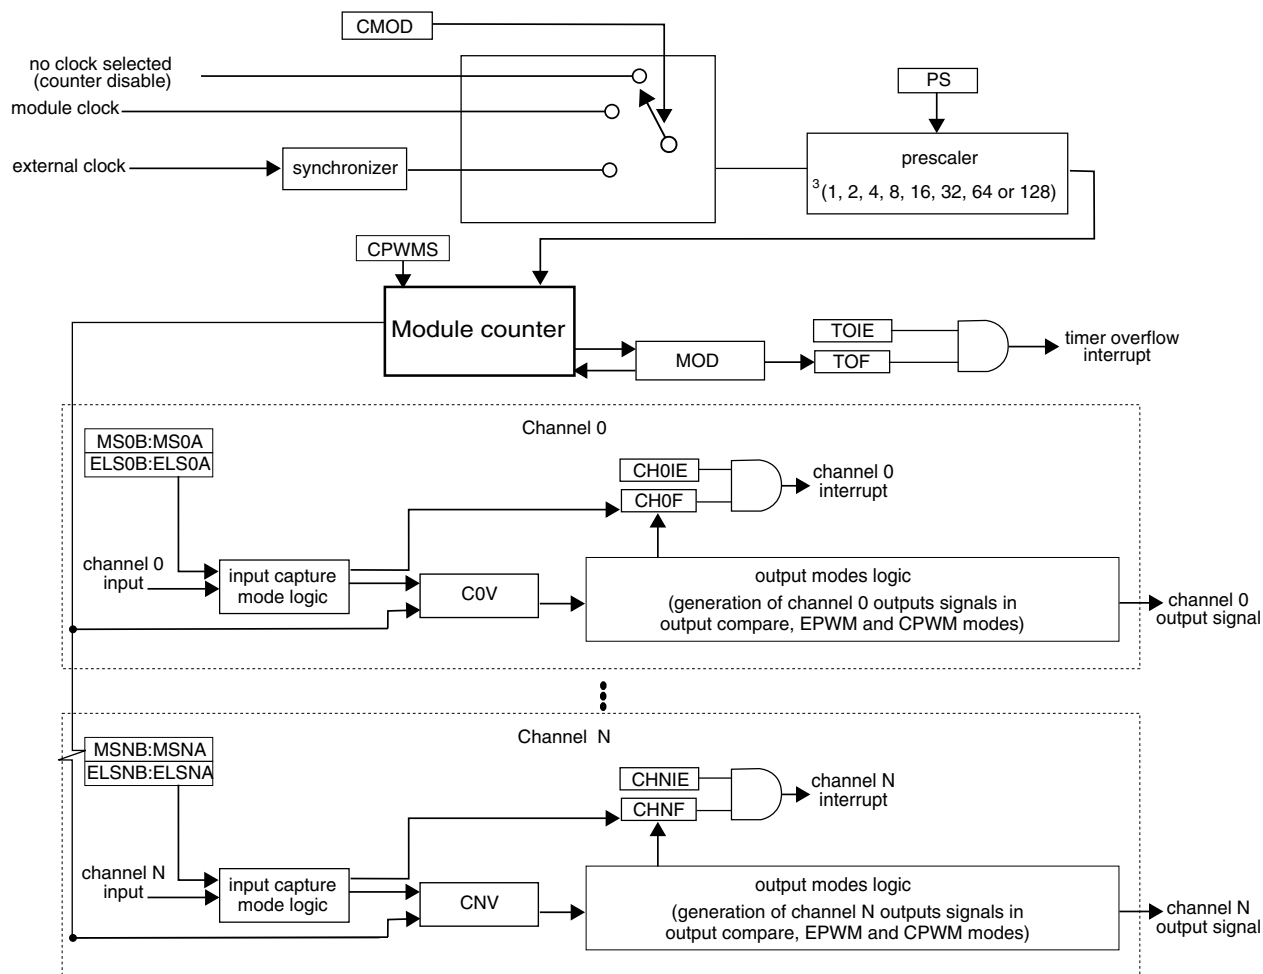 CMOD
no clock selected
(counter disable)
module clock
external clock
synchronizer
PS
prescaler
3(1, 2, 4, 8, 16, 32, 64 or 128)
CPWMS
Module counter
MOD
TOIE
TOF
timer overflow
interrupt
Channel 0
MS0B:MS0A
ELS0B:ELS0A
CH0IE
CH0F
channel 0
interrupt
channel 0
input
input capture
mode logic
C0V
output modes logic
(generation of channel 0 outputs signals in
output compare, EPWM and CPWM modes)
channel 0
output signal
Channel N
MSNB:MSNA
ELSNB:ELSNA
CHNIE
CHNF
channel N
interrupt
channel N
input
input capture
mode logic
CNV
output modes logic
(generation of channel N outputs signals in
output compare, EPWM and CPWM modes)
channel N
output signal